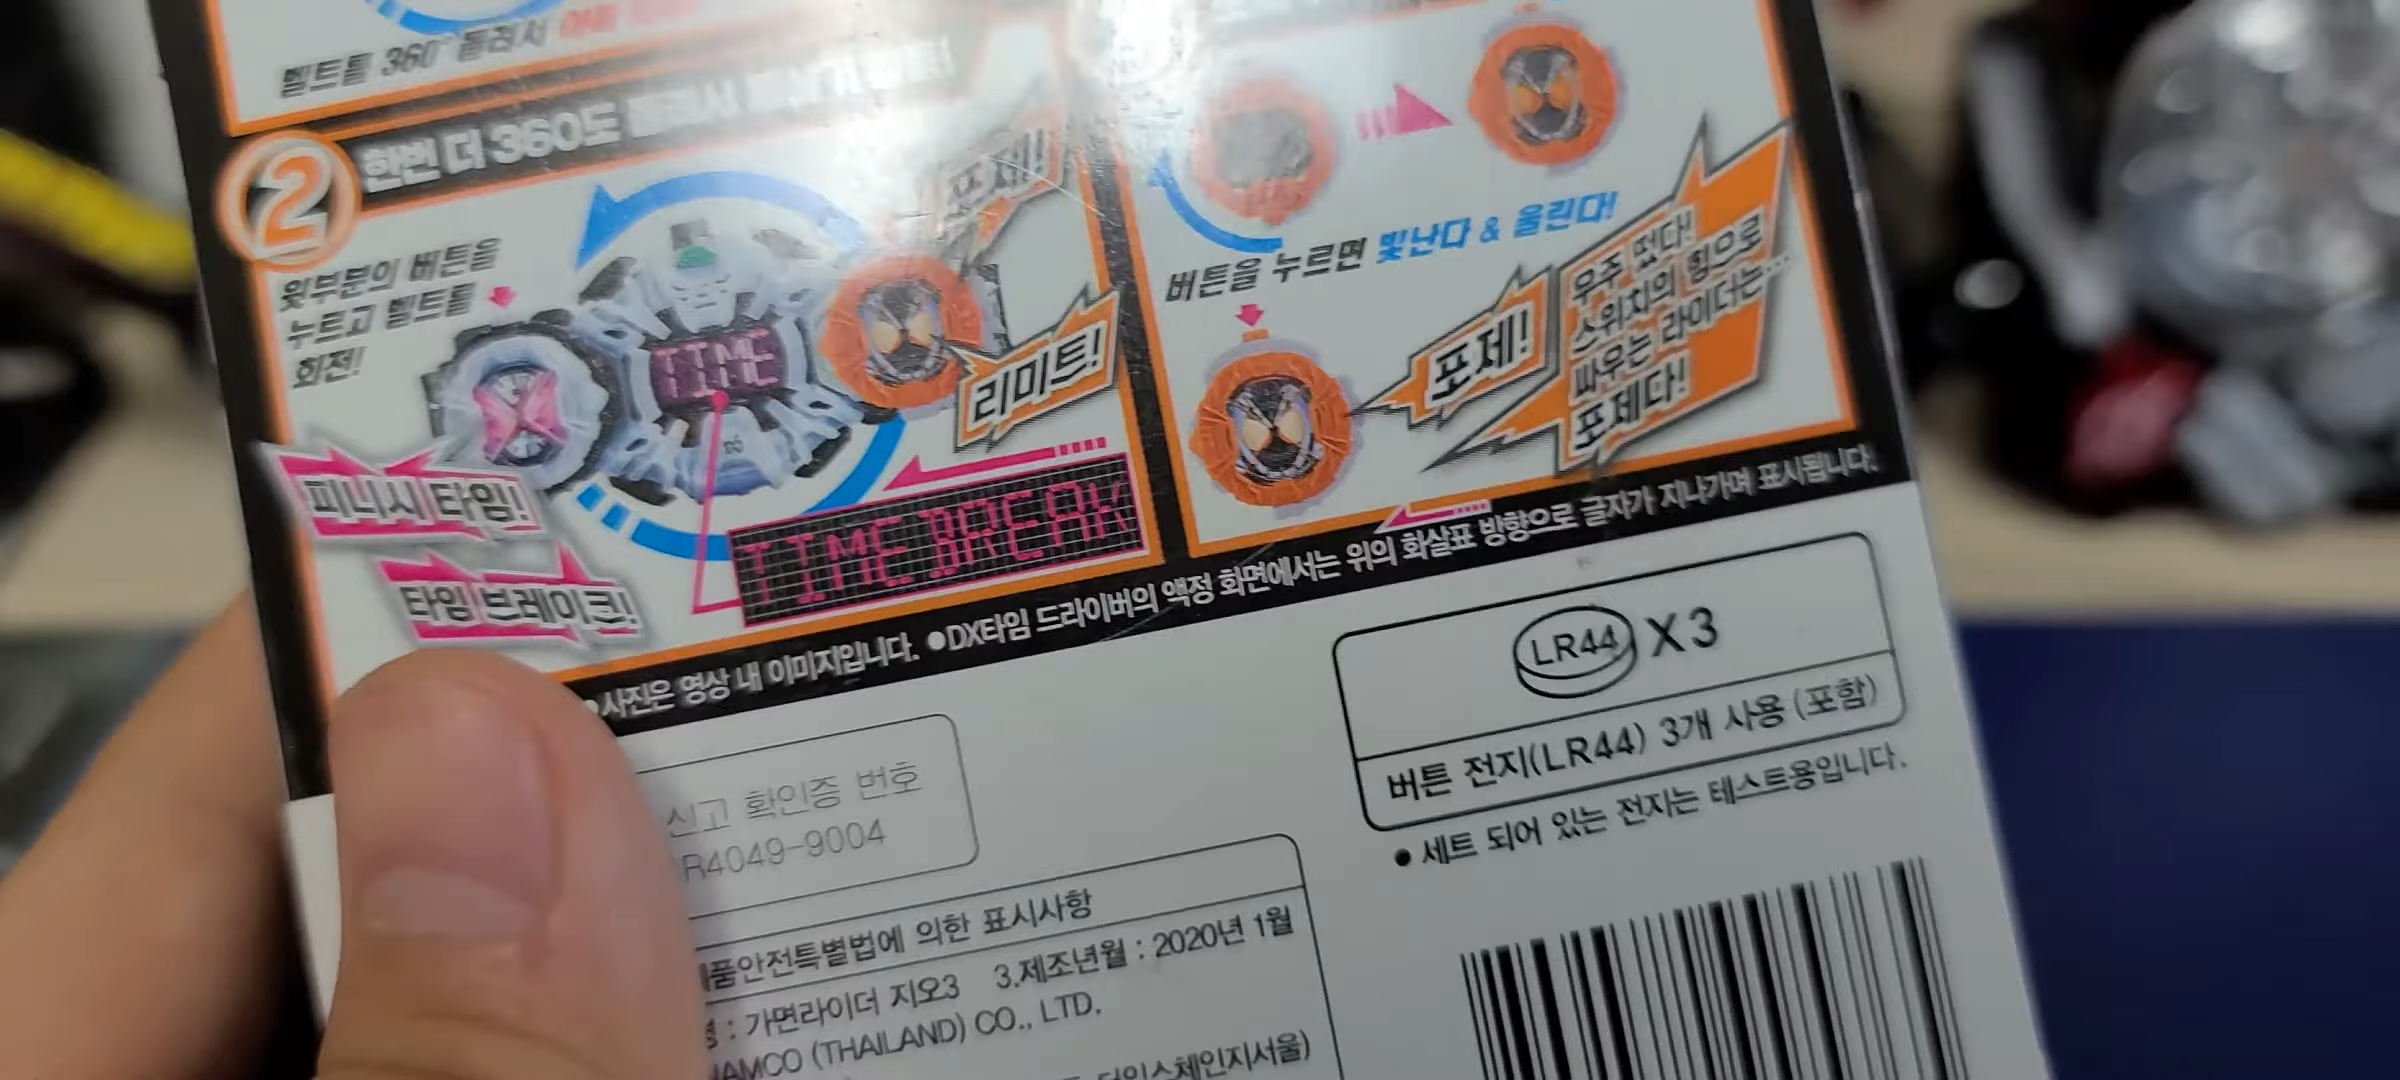 벨트를 360° 돌려서
2 한번 더 360도 돌려서
윗부분의 버튼을
누르고 벨트를
회전!
포제!
TIME
리미트!
피니시 타임!
타임 브레이크!
TIMEBREAK
버튼을 누르면 빛난다 & 울린다!
포제!
우주 떴다!
스위치의 힘으로
싸우는 라이더는...
포제다!
●사진은 영상 내 이미지입니다. ●DX타임 드라이버의 액정 화면에서는 위의 화살표 방향으로 글자가 지나가며 표시됩니다.
LR44 X 3
버튼 전지(LR44) 3개 사용 (포함)
● 세트 되어 있는 전지는 테스트용입니다.
신고 확인증 번호
R4049-9004
품안전특별법에 의한 표시사항
: 가면라이더 지오3 3.제조년월 : 2020년 1월
NAMCO (THAILAND) CO., LTD.